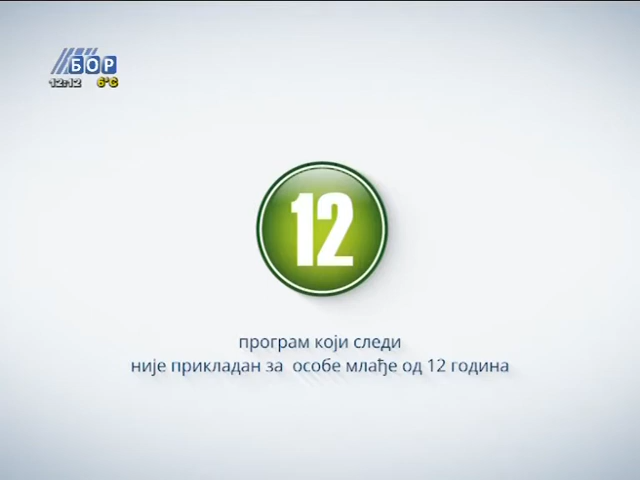 БОР
12:12 6°C
12
програм који следи
није прикладан за особе млађе од 12 година